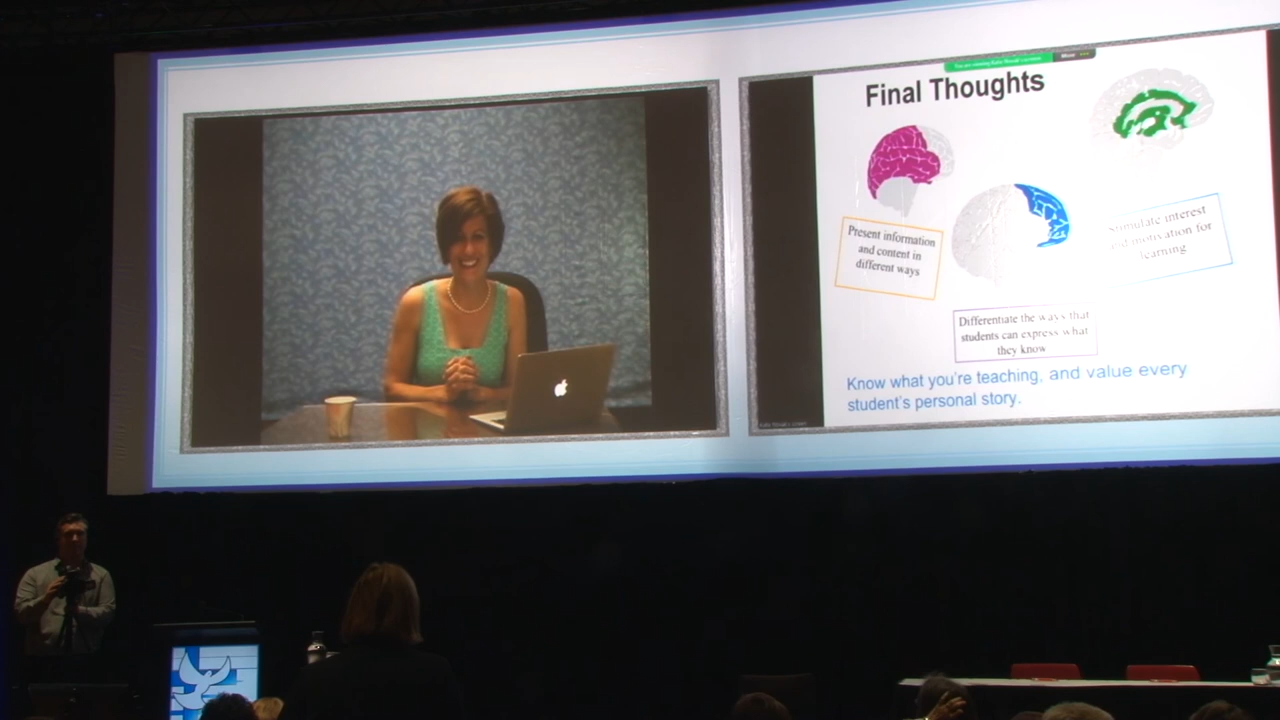 Final Thoughts
Present information
and content in
different ways
Stimulate interest
and motivation for
learning
Differentiate the ways that
students can express what
they know
Know what you're teaching, and value every
student's personal story.